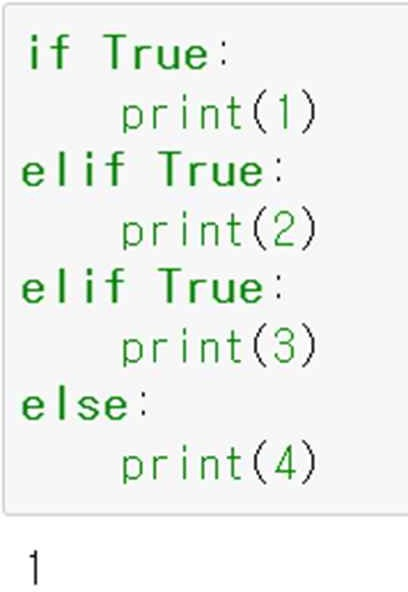 if True:
    print(1)
elif True:
    print(2)
elif True:
    print(3)
else:
    print(4)
1